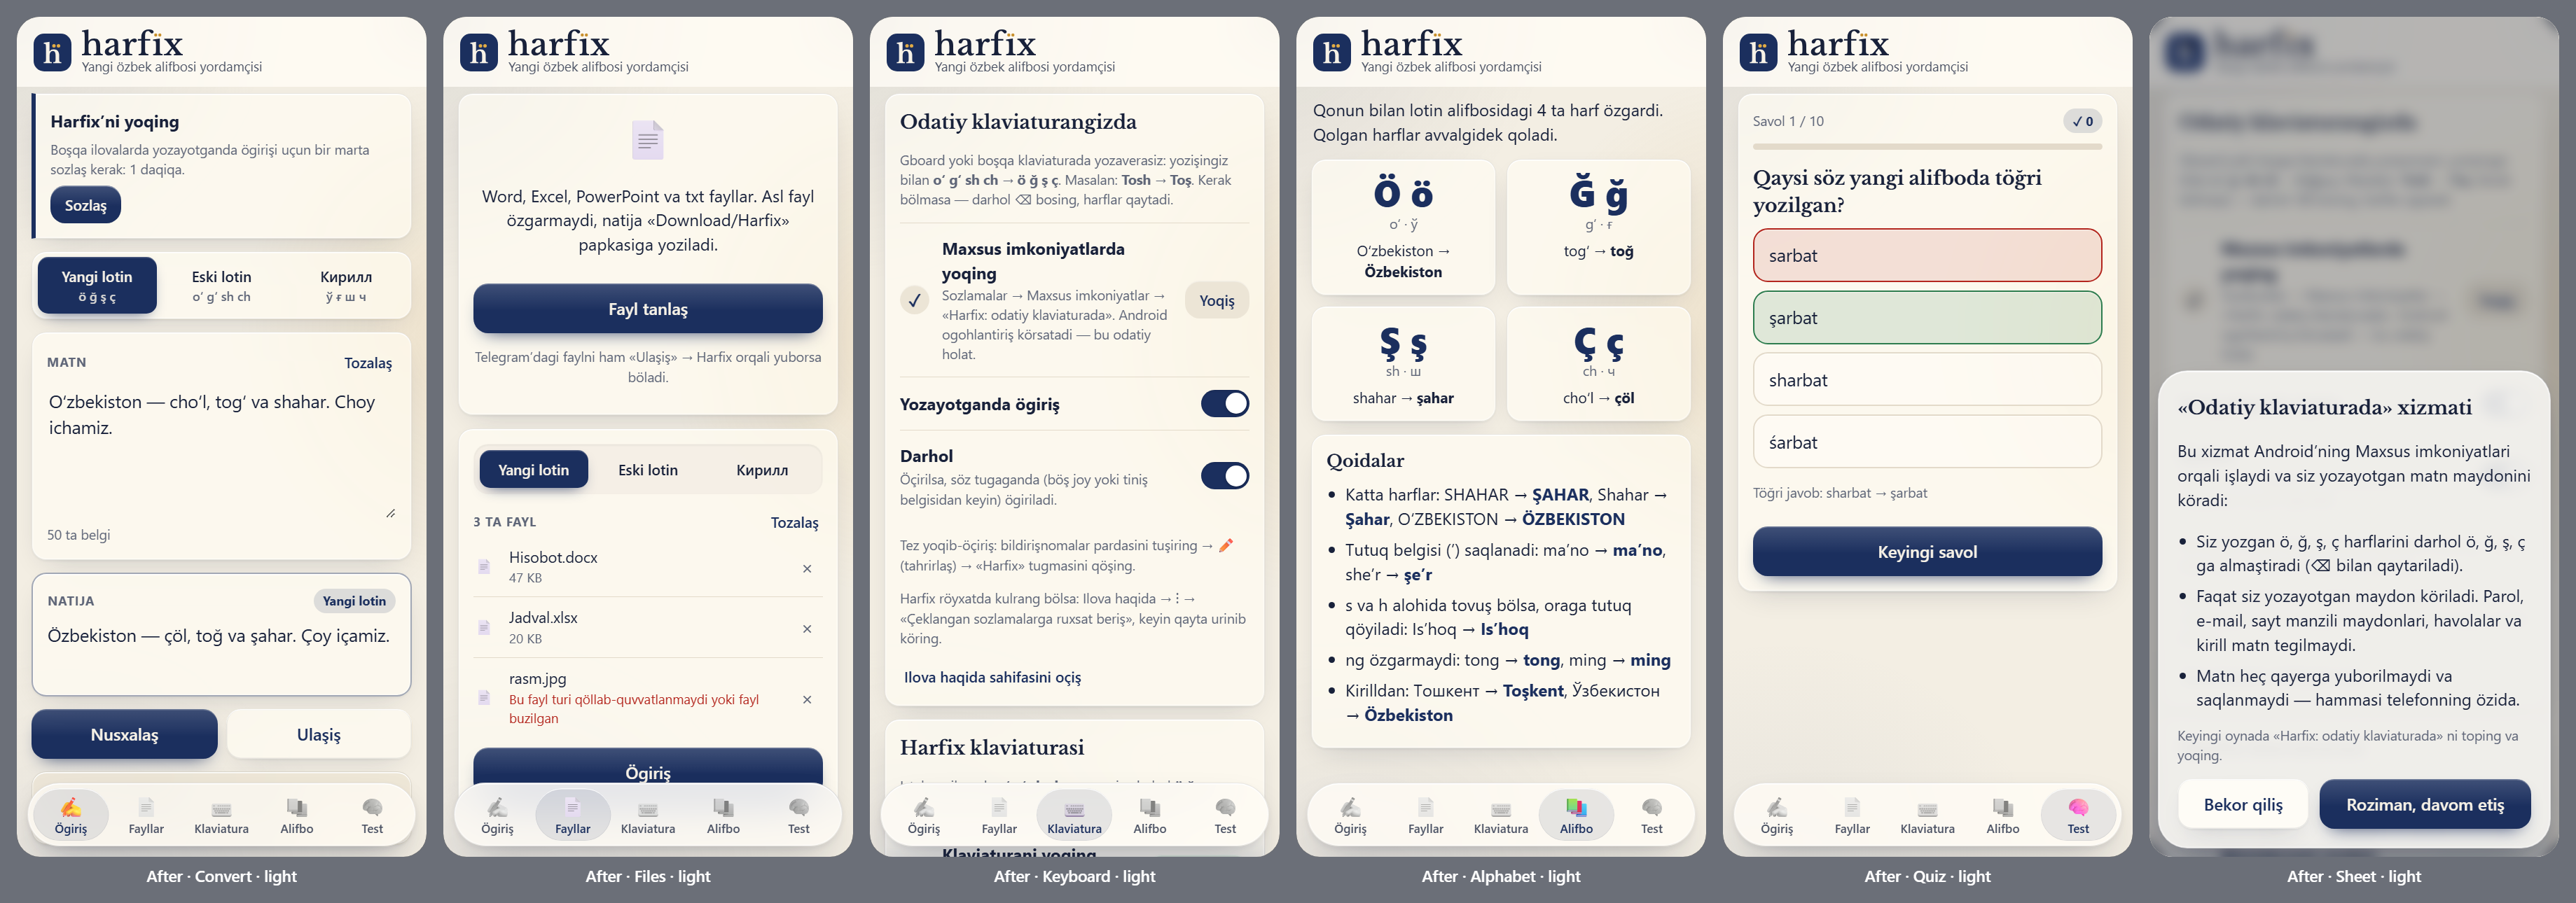 ḧ harfïx
Yangi özbek alifbosi yordamçisi
Harfix’ni yoqing
Boşqa ilovalarda yozayotganda ögirişi uçun bir marta
sozlaş kerak: 1 daqiqa.
Sozlaş
Yangi lotin
ö ğ ş ç
Eski lotin
oʻ gʻ sh ch
Кирилл
ў ғ ш ч
MATN
Tozalaş
Oʻzbekiston — choʻl, togʻ va shahar. Choy
ichamiz.
50 ta belgi
NATIJA
Yangi lotin
Özbekiston — çöl, toğ va şahar. Çoy içamiz.
Nusxalaş
Ulaşiş
Ögiriş
Fayllar
Klaviatura
Alifbo
Test
After · Convert · light
ḧ harfïx
Yangi özbek alifbosi yordamçisi
Word, Excel, PowerPoint va txt fayllar. Asl fayl
özgarmaydi, natija «Download/Harfix»
papkasiga yoziladi.
Fayl tanlaş
Telegram’dagi faylni ham «Ulaşiş» → Harfix orqali yuborsa
böladi.
Yangi lotin
Eski lotin
Кирилл
3 TA FAYL
Tozalaş
Hisobot.docx
47 KB
×
Jadval.xlsx
20 KB
×
rasm.jpg
Bu fayl turi qöllab-quvvatlanmaydi yoki fayl
buzilgan
×
Ögiriş
Ögiriş
Fayllar
Klaviatura
Alifbo
Test
After · Files · light
ḧ harfïx
Yangi özbek alifbosi yordamçisi
Odatiy klaviaturangizda
Gboard yoki boşqa klaviaturada yozaverasiz: yozişingiz
bilan oʻ gʻ sh ch → ö ğ ş ç. Masalan: Tosh → Toş. Kerak
bölmasa — darhol ⌫ bosing, harflar qaytadi.
✓
Maxsus imkoniyatlarda
yoqing
Sozlamalar → Maxsus imkoniyatlar →
«Harfix: odatiy klaviaturada». Android
ogohlantiriş körsatadi — bu odatiy
holat.
Yoqiş
Yozayotganda ögiriş
Darhol
Öçirilsa, söz tugaganda (böş joy yoki tiniş
belgisidan keyin) ögiriladi.
Tez yoqib-öçiriş: bildirişnomalar pardasini tuşiring → ✏️
(tahrirlaş) → «Harfix» tugmasini qöşing.
Harfix röyxatda kulrang bölsa: Ilova haqida → ⋮ →
«Çeklangan sozlamalarga ruxsat beriş», keyin qayta urinib
köring.
Ilova haqida sahifasini oçiş
Harfix klaviaturasi
Ögiriş
Fayllar
Klaviatura
Alifbo
Test
Klaviaturani yoqing
After · Keyboard · light
ḧ harfïx
Yangi özbek alifbosi yordamçisi
Qonun bilan lotin alifbosidagi 4 ta harf özgardi.
Qolgan harflar avvalgidek qoladi.
Ö ö
oʻ · ў
Oʻzbekiston →
Özbekiston
Ğ ğ
gʻ · ғ
togʻ → toğ
Ş ş
sh · ш
shahar → şahar
Ç ç
ch · ч
choʻl → çöl
Qoidalar
• Katta harflar: SHAHAR → ŞAHAR, Shahar →
Şahar, OʻZBEKISTON → ÖZBEKISTON
• Tutuq belgisi (’) saqlanadi: ma’no → ma’no,
she’r → şe’r
• s va h alohida tovuş bölsa, oraga tutuq
qöyiladi: Is’hoq → Is’hoq
• ng özgarmaydi: tong → tong, ming → ming
• Kirilldan: Тошкент → Toşkent, Ўзбекистон
→ Özbekiston
Ögiriş
Fayllar
Klaviatura
Alifbo
Test
After · Alphabet · light
ḧ harfïx
Yangi özbek alifbosi yordamçisi
Savol 1 / 10
✓ 0
Qaysi söz yangi alifboda töğri
yozilgan?
sarbat
şarbat
sharbat
śarbat
Töğri javob: sharbat → şarbat
Keyingi savol
Ögiriş
Fayllar
Klaviatura
Alifbo
Test
After · Quiz · light
«Odatiy klaviaturada» xizmati
Bu xizmat Android’ning Maxsus imkoniyatlari
orqali işlaydi va siz yozayotgan matn maydonini
köradi:
• Siz yozgan ö, ğ, ş, ç harflarini darhol ö, ğ, ş, ç
ga almaştiradi (⌫ bilan qaytariladi).
• Faqat siz yozayotgan maydon köriladi. Parol,
e-mail, sayt manzili maydonlari, havolalar va
kirill matn tegilmaydi.
• Matn heç qayerga yuborilmaydi va
saqlanmaydi — hammasi telefonning özida.
Keyingi oynada «Harfix: odatiy klaviaturada» ni toping va
yoqing.
Bekor qiliş
Roziman, davom etiş
After · Sheet · light